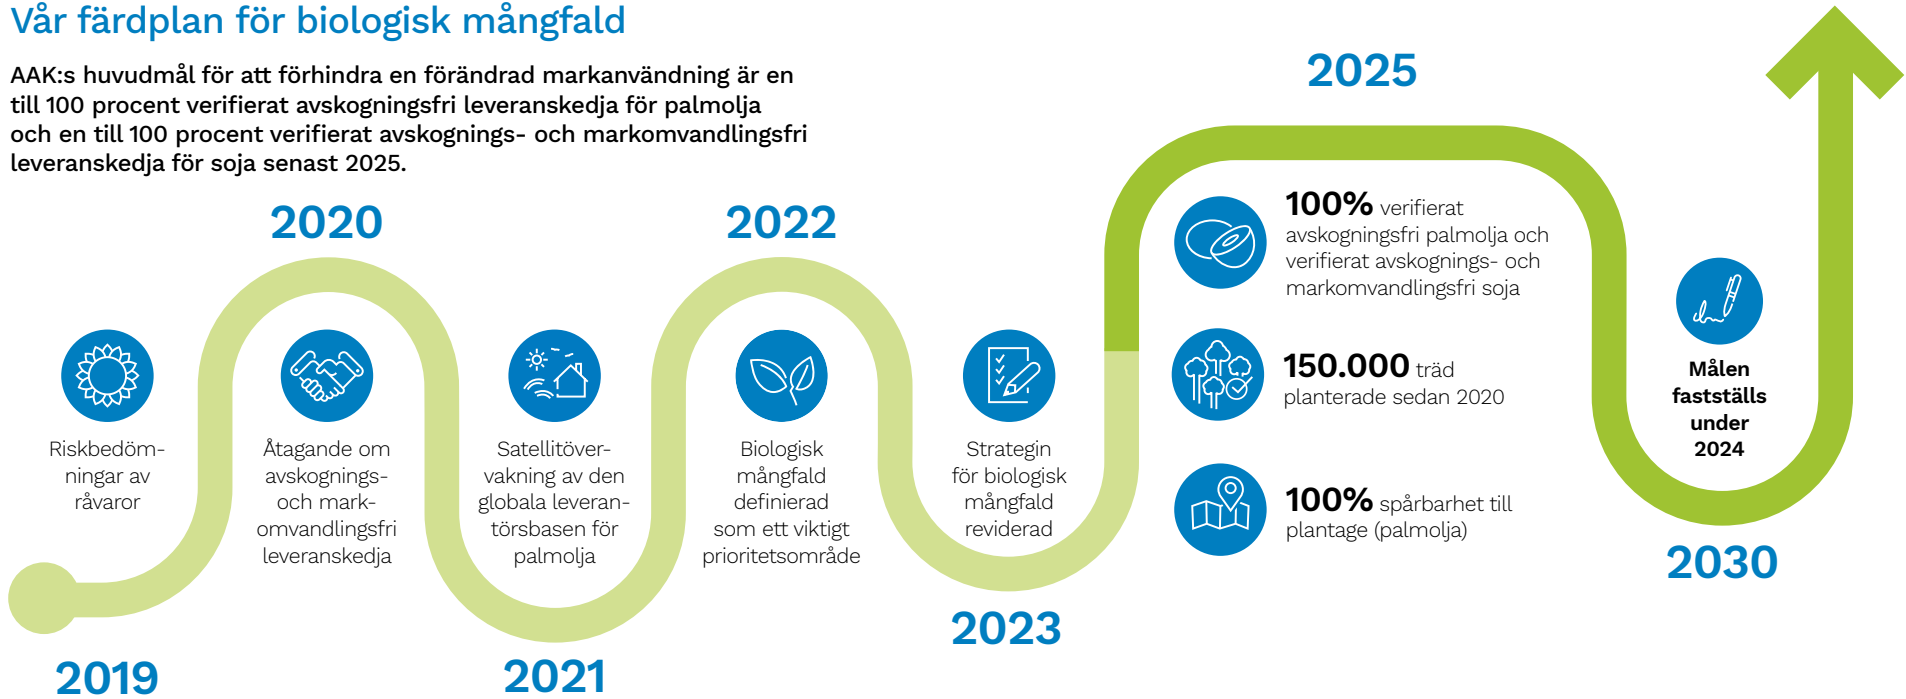 Vår färdplan för biologisk mångfald
AAK:s huvudmål för att förhindra en förändrad markanvändning är en
till 100 procent verifierat avskogningsfri leveranskedja för palmolja
och en till 100 procent verifierat avskognings- och markomvandlingsfri
leveranskedja för soja senast 2025.
2019
Riskbedöm-
ningar av
råvaror
2020
Åtagande om
avskognings-
och mark-
omvandlingsfri
leveranskedja
2021
Satellitöver-
vakning av den
globala leveran-
törsbasen för
palmolja
2022
Biologisk
mångfald
definierad
som ett viktigt
prioritetsområde
2023
Strategin
för biologisk
mångfald
reviderad
2025
100% verifierat
avskogningsfri palmolja och
verifierat avskognings- och
markomvandlingsfri soja
150.000 träd
planterade sedan 2020
100% spårbarhet till
plantage (palmolja)
2030
Målen
fastställs
under
2024